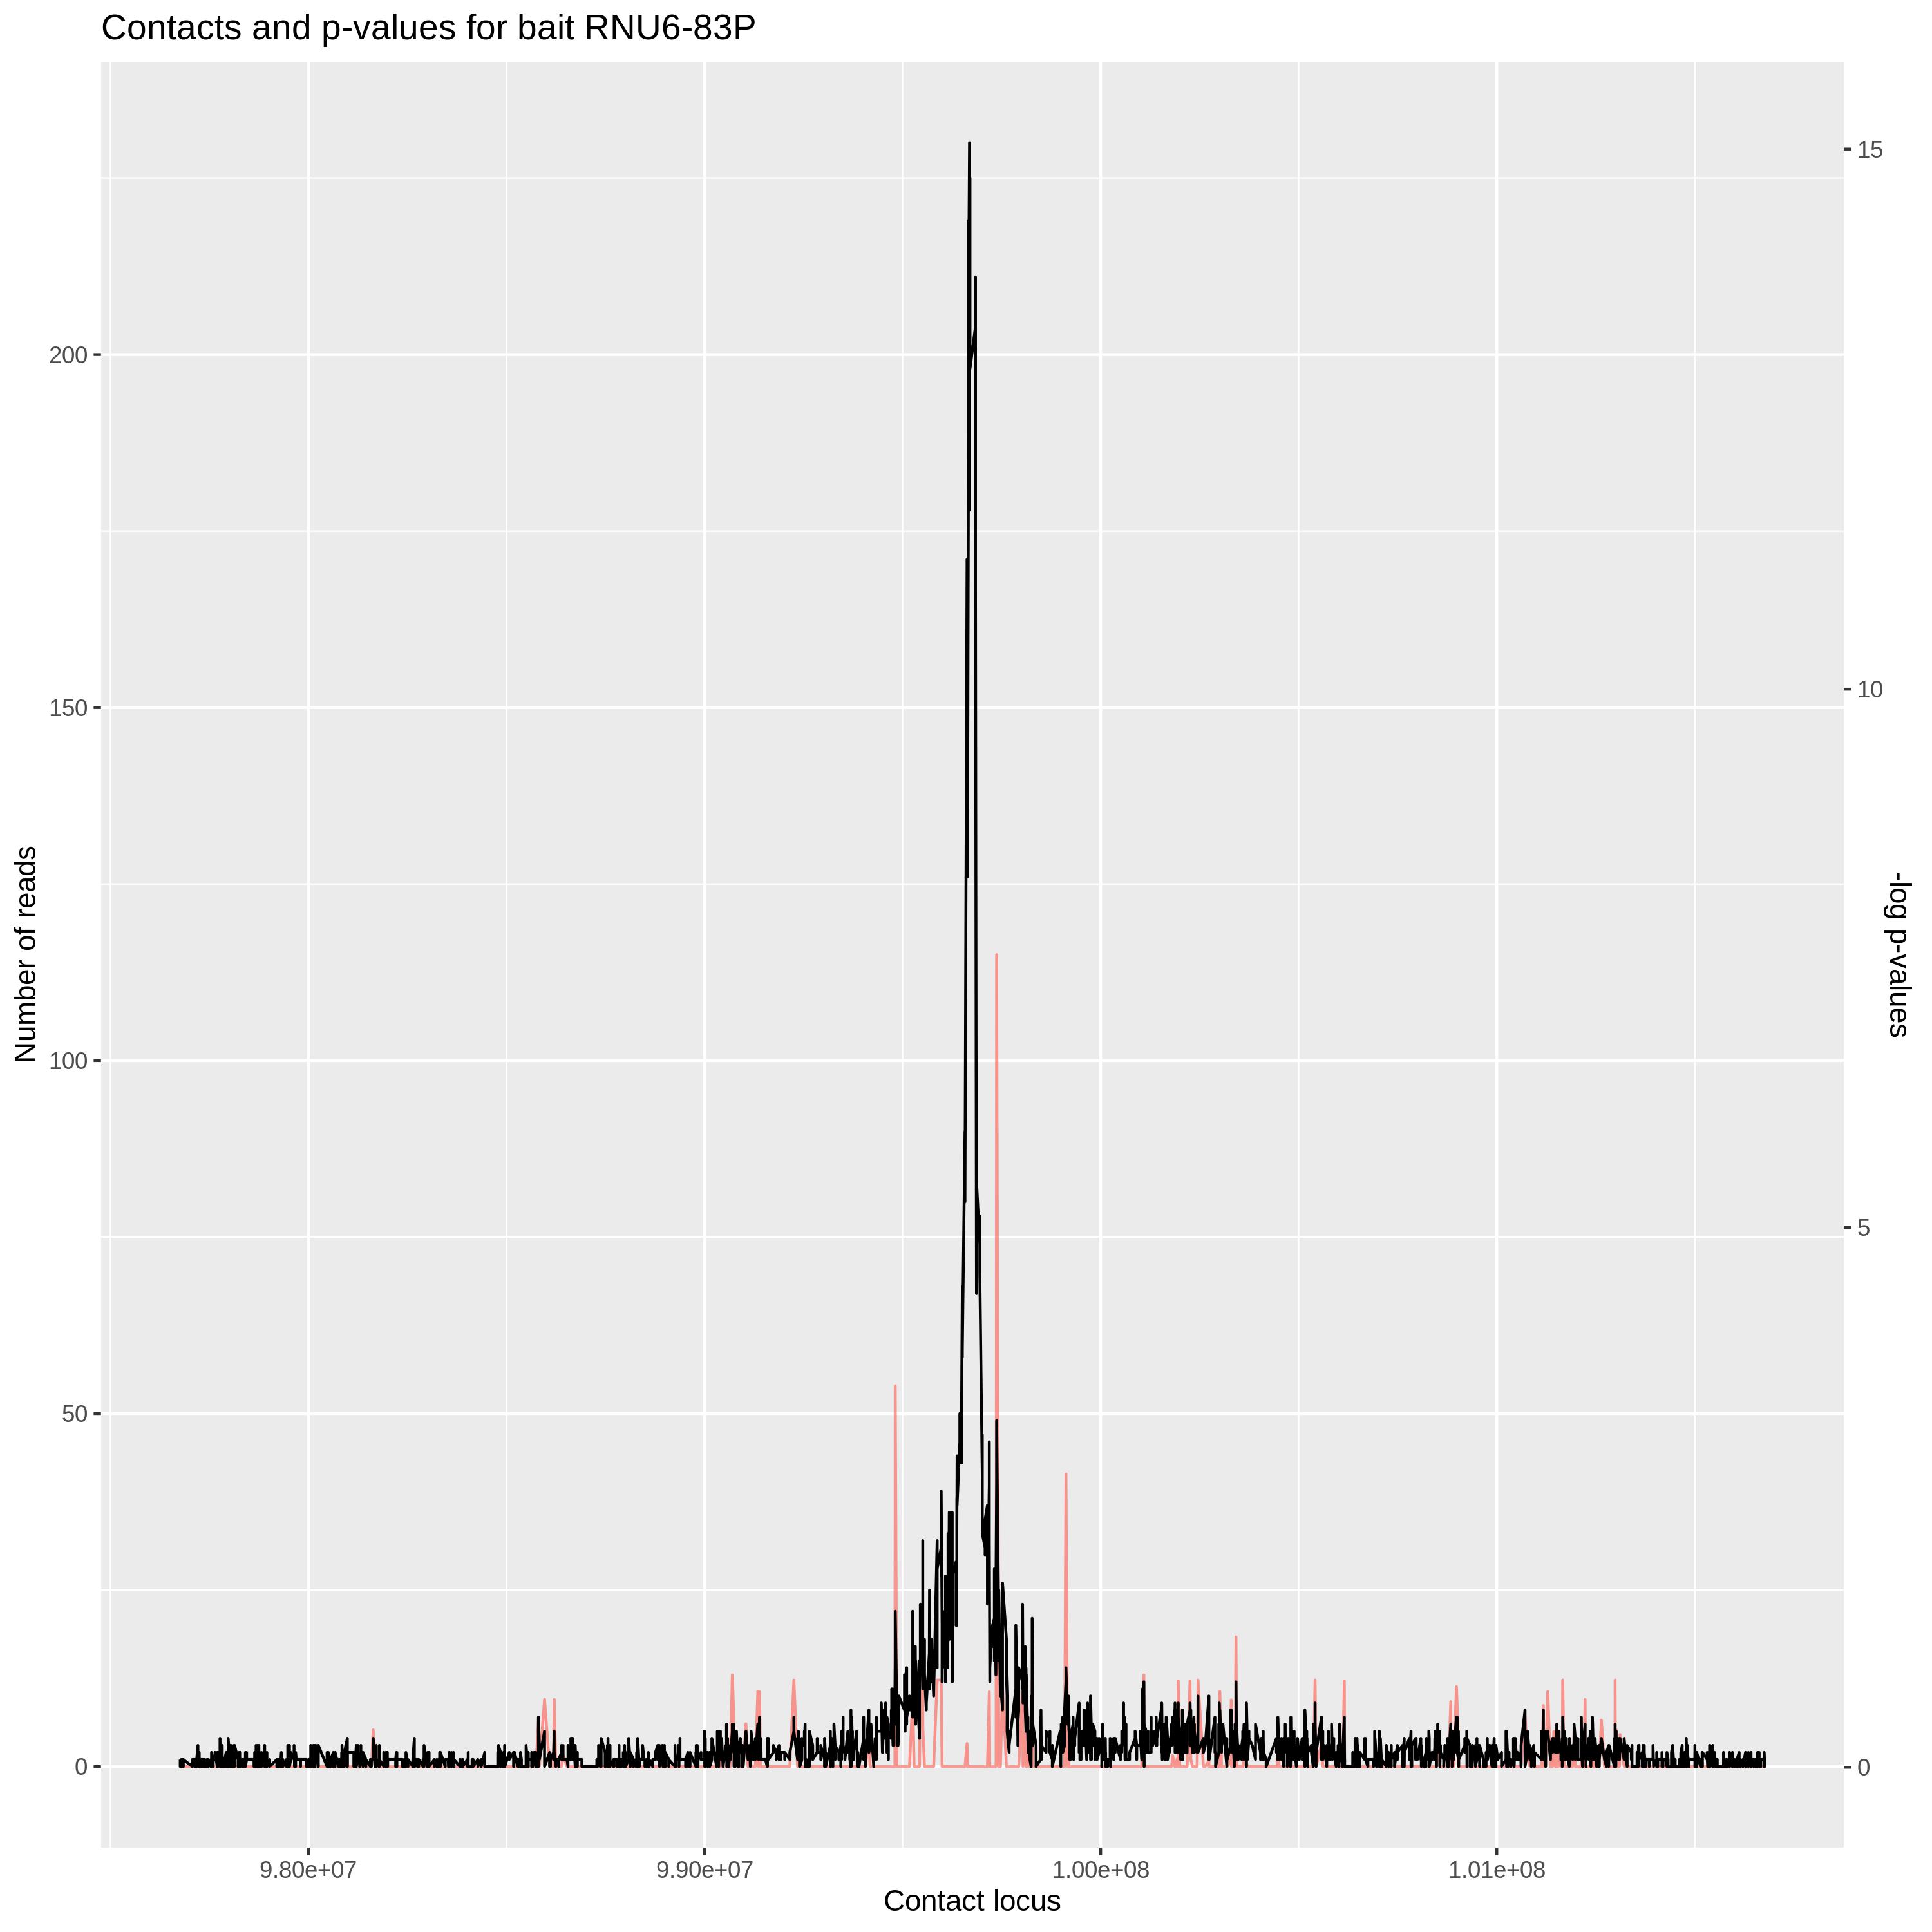 Contacts and p-values for bait RNU6-83P
15
200
150
10
Number of reads
-log p-values
100
5
50
0
0
9.80e+07
9.90e+07
1.00e+08
1.01e+08
Contact locus